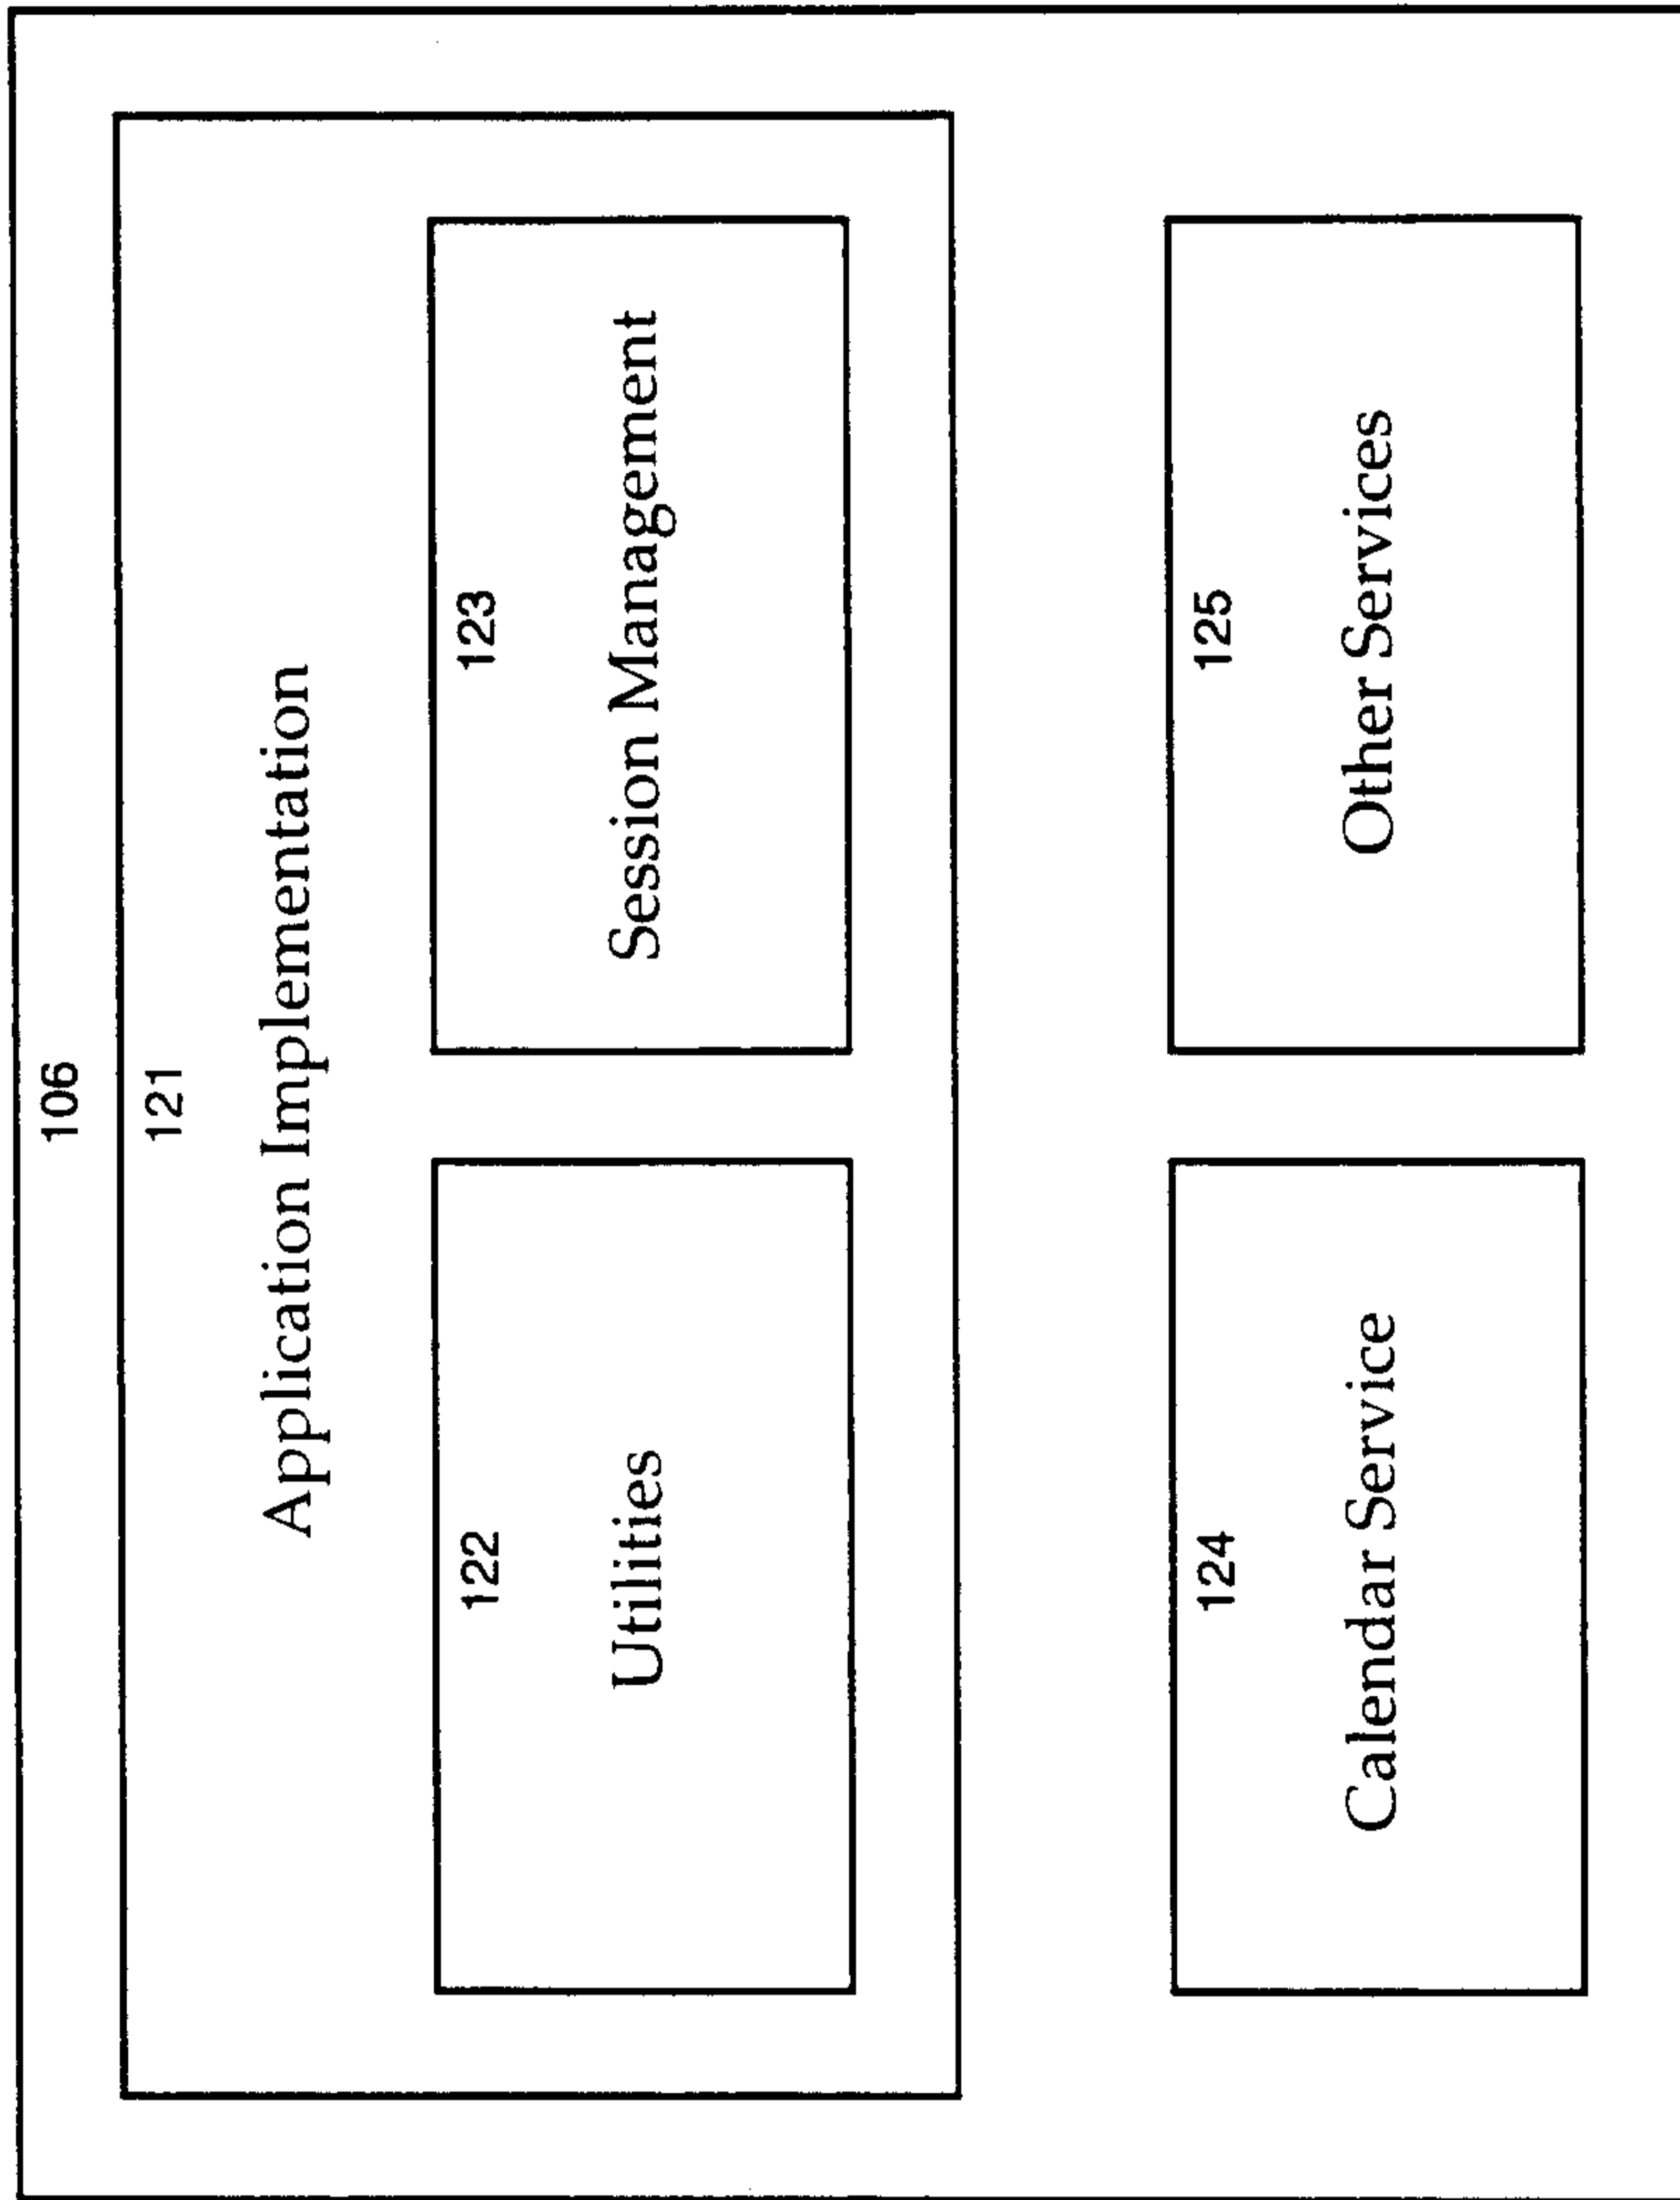 106
121
Application Implementation
122
Utilities
123
Session Management
124
Calendar Service
125
Other Services